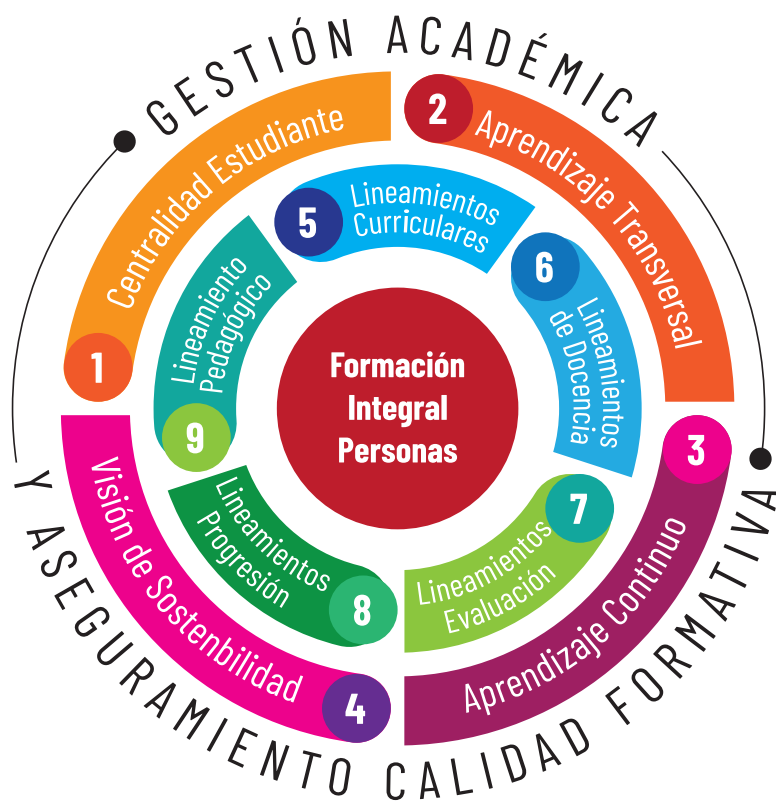 GESTIÓN ACADÉMICA
Y ASEGURAMIENTO CALIDAD FORMATIVA
1
Centralidad Estudiante
2
Aprendizaje Transversal
3
Aprendizaje Continuo
4
Visión de Sostenbilidad
5
Lineamientos
Curriculares
6
Lineamientos
de Docencia
7
Lineamientos
Evaluación
8
Lineamientos
Progresión
9
Lineamiento
Pedagógico
Formación
Integral
Personas